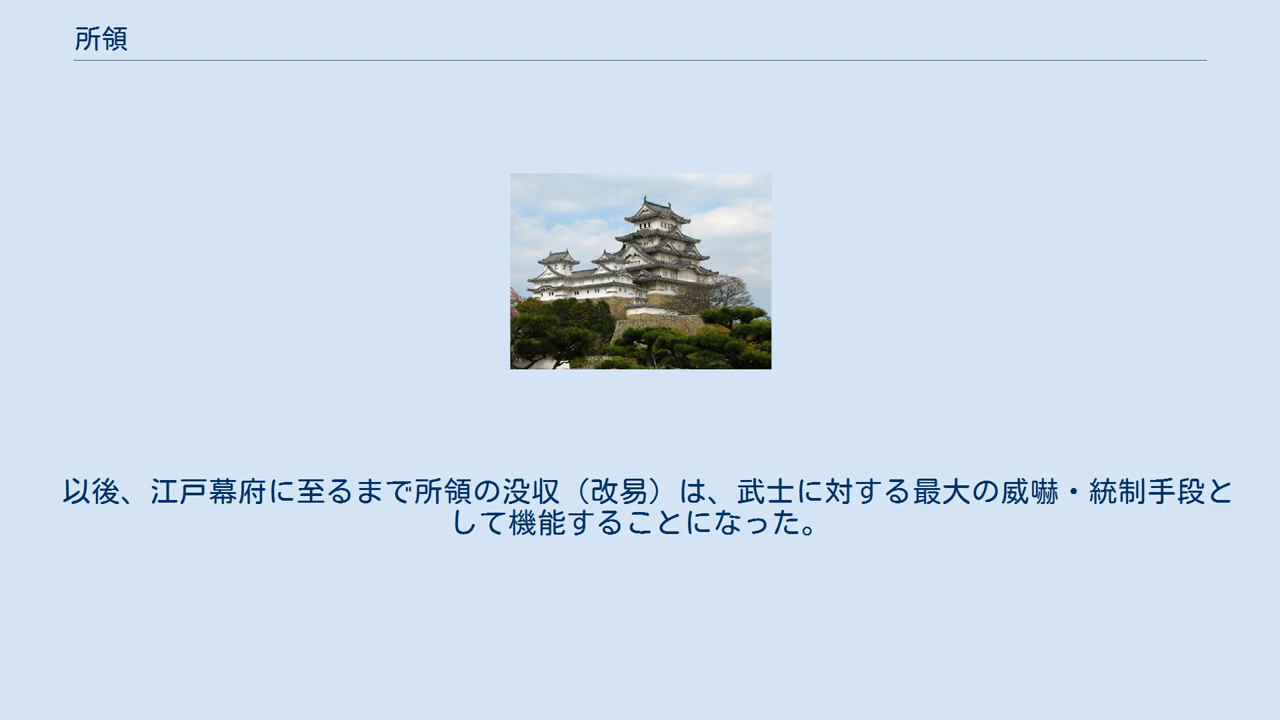 所領
以後、江戸幕府に至るまで所領の没収（改易）は、武士に対する最大の威嚇・統制手段と
して機能することになった。